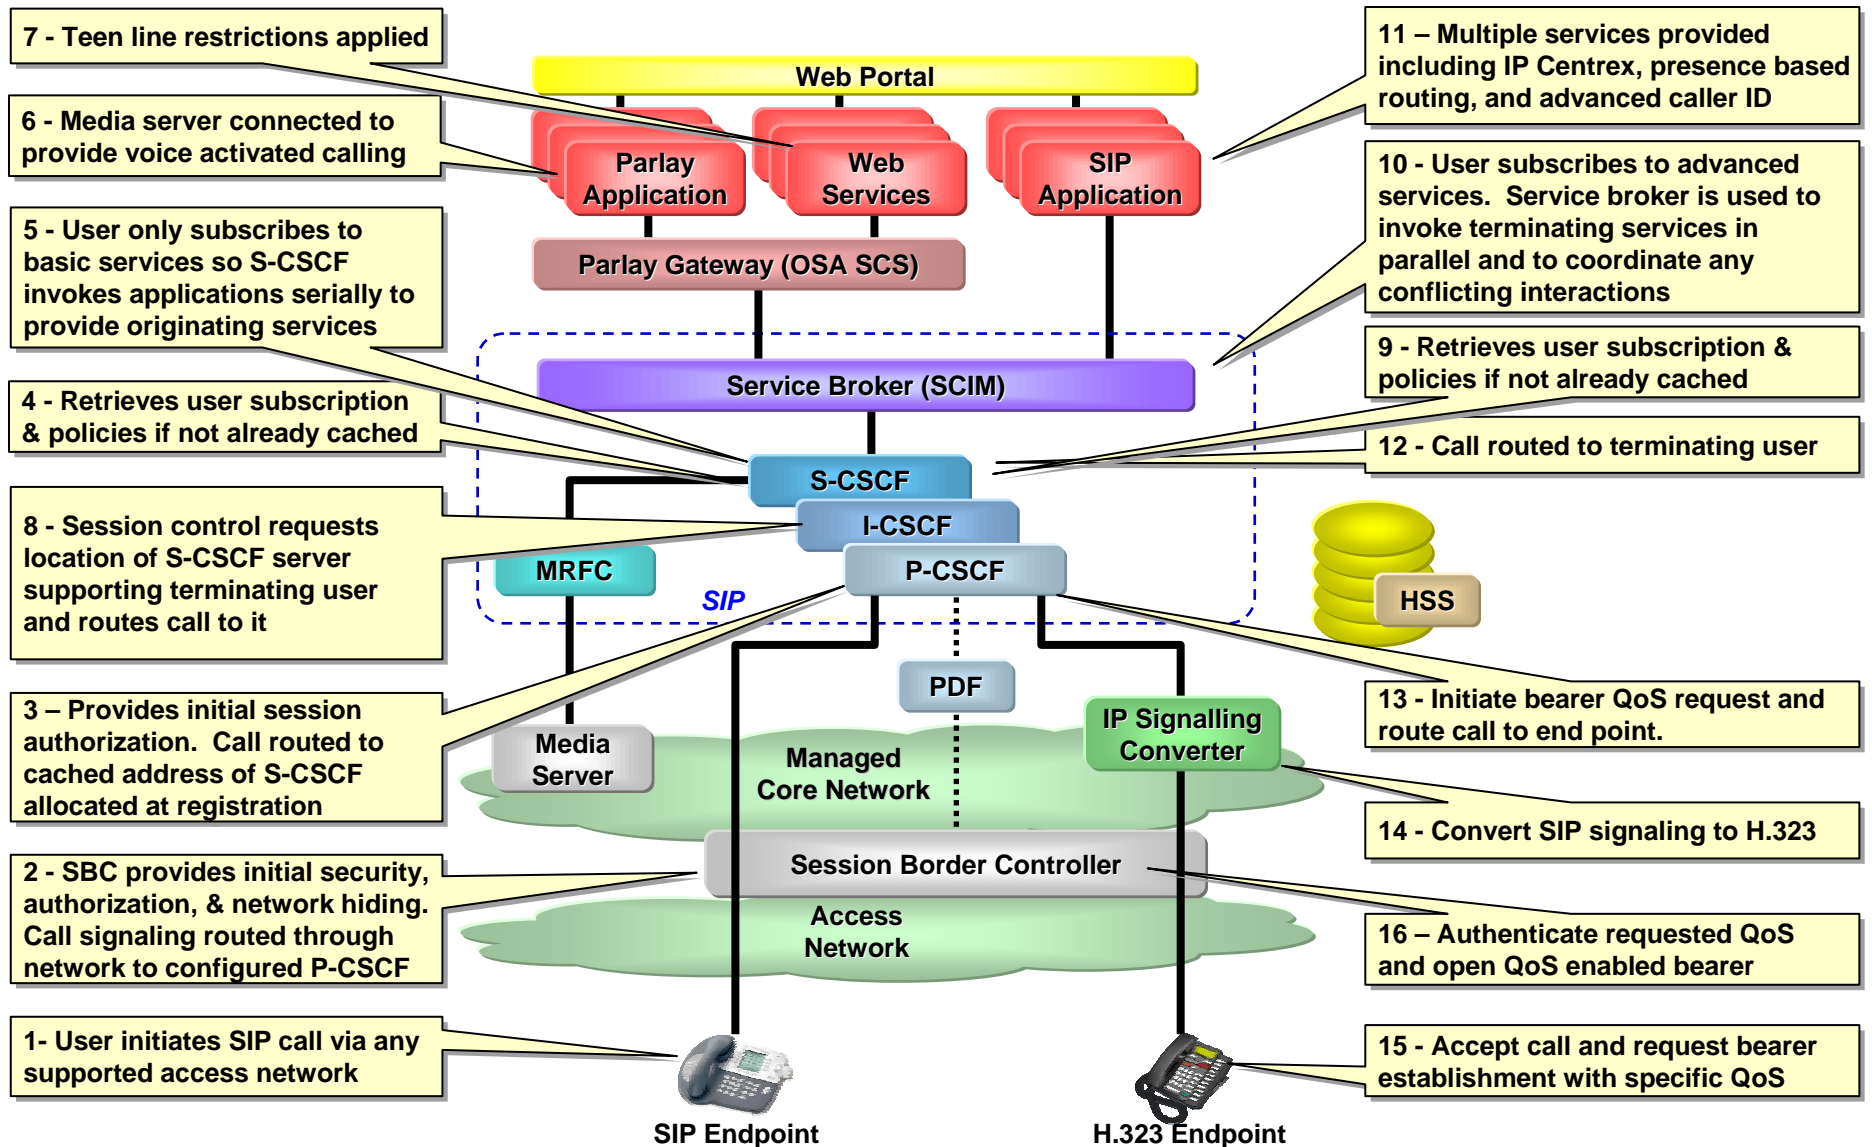 7 - Teen line restrictions applied
6 - Media server connected to
provide voice activated calling
5 - User only subscribes to
basic services so S-CSCF
invokes applications serially to
provide originating services
4 - Retrieves user subscription
& policies if not already cached
8 - Session control requests
location of S-CSCF server
supporting terminating user
and routes call to it
3 – Provides initial session
authorization.  Call routed to
cached address of S-CSCF
allocated at registration
2 - SBC provides initial security,
authorization, & network hiding.
Call signaling routed through
network to configured P-CSCF
1- User initiates SIP call via any
supported access network
Web Portal
Parlay
Application
Web
Services
SIP
Application
Parlay Gateway (OSA SCS)
Service Broker (SCIM)
S-CSCF
I-CSCF
P-CSCF
MRFC
SIP
HSS
PDF
IP Signalling
Converter
Media
Server
Managed
Core Network
Session Border Controller
Access
Network
SIP Endpoint
H.323 Endpoint
11 – Multiple services provided
including IP Centrex, presence based
routing, and advanced caller ID
10 - User subscribes to advanced
services.  Service broker is used to
invoke terminating services in
parallel and to coordinate any
conflicting interactions
9 - Retrieves user subscription &
policies if not already cached
12 - Call routed to terminating user
13 - Initiate bearer QoS request and
route call to end point.
14 - Convert SIP signaling to H.323
16 – Authenticate requested QoS
and open QoS enabled bearer
15 - Accept call and request bearer
establishment with specific QoS